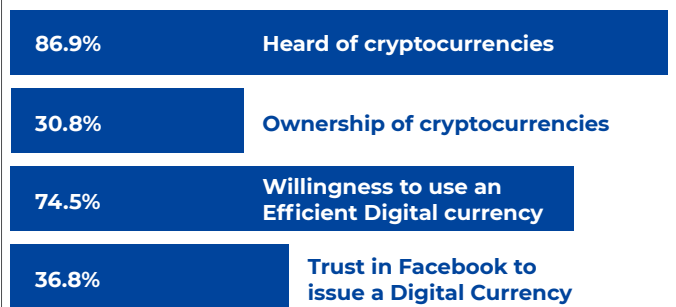 86.9% Heard of cryptocurrencies
30.8% Ownership of cryptocurrencies
74.5% Willingness to use an
Efficient Digital currency
36.8% Trust in Facebook to
issue a Digital Currency